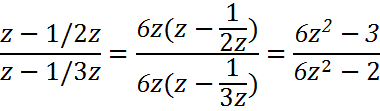 z − 1/2z / z − 1/3z = 6z(z − 1/2z) / 6z(z − 1/3z) = 6z² − 3 / 6z² − 2